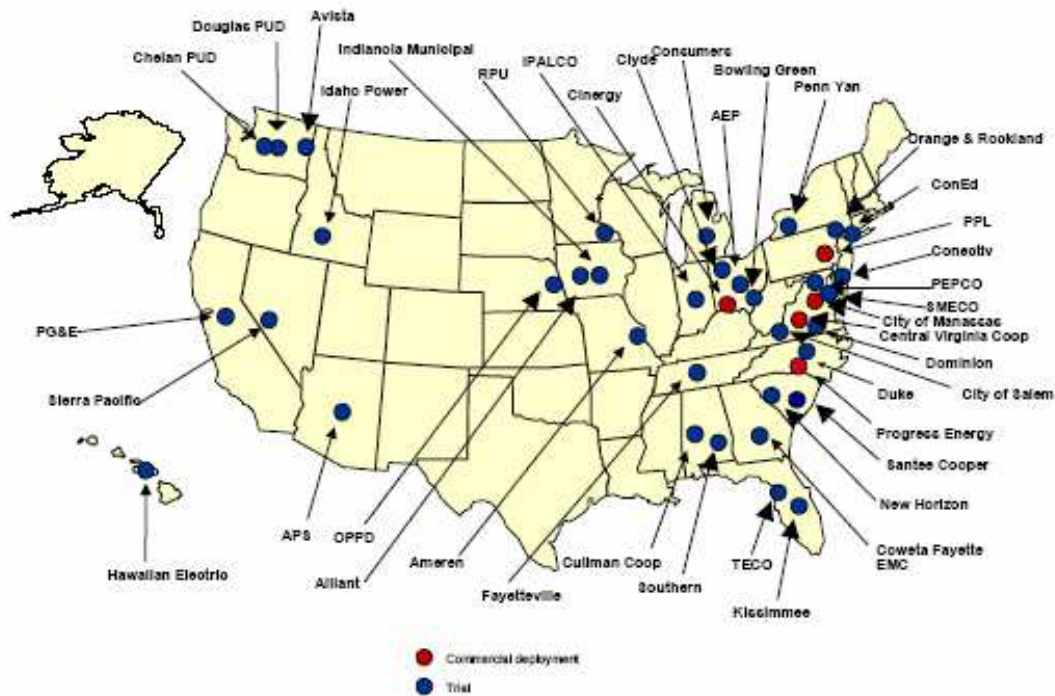 Douglas PUD
Avista
Chelan PUD
Indianola Municipal
RPU
IPALCO
Cinergy
Clyde
Consumers
Bowling Green
Penn Yan
Idaho Power
AEP
Orange & Rookland
ConEd
PPL
Coneotiv
PEPCO
SMECO
City of Manassas
Central Virginia Coop
Dominion
City of Salem
Duke
Progress Energy
Santee Cooper
New Horizon
Coweta Fayette
EMC
PG&E
Sierra Pacific
Hawaiian Electric
APS
OPPD
Alliant
Ameren
Fayetteville
Cullman Coop
Southern
TECO
Kissimmee
Commercial deployment
Trial